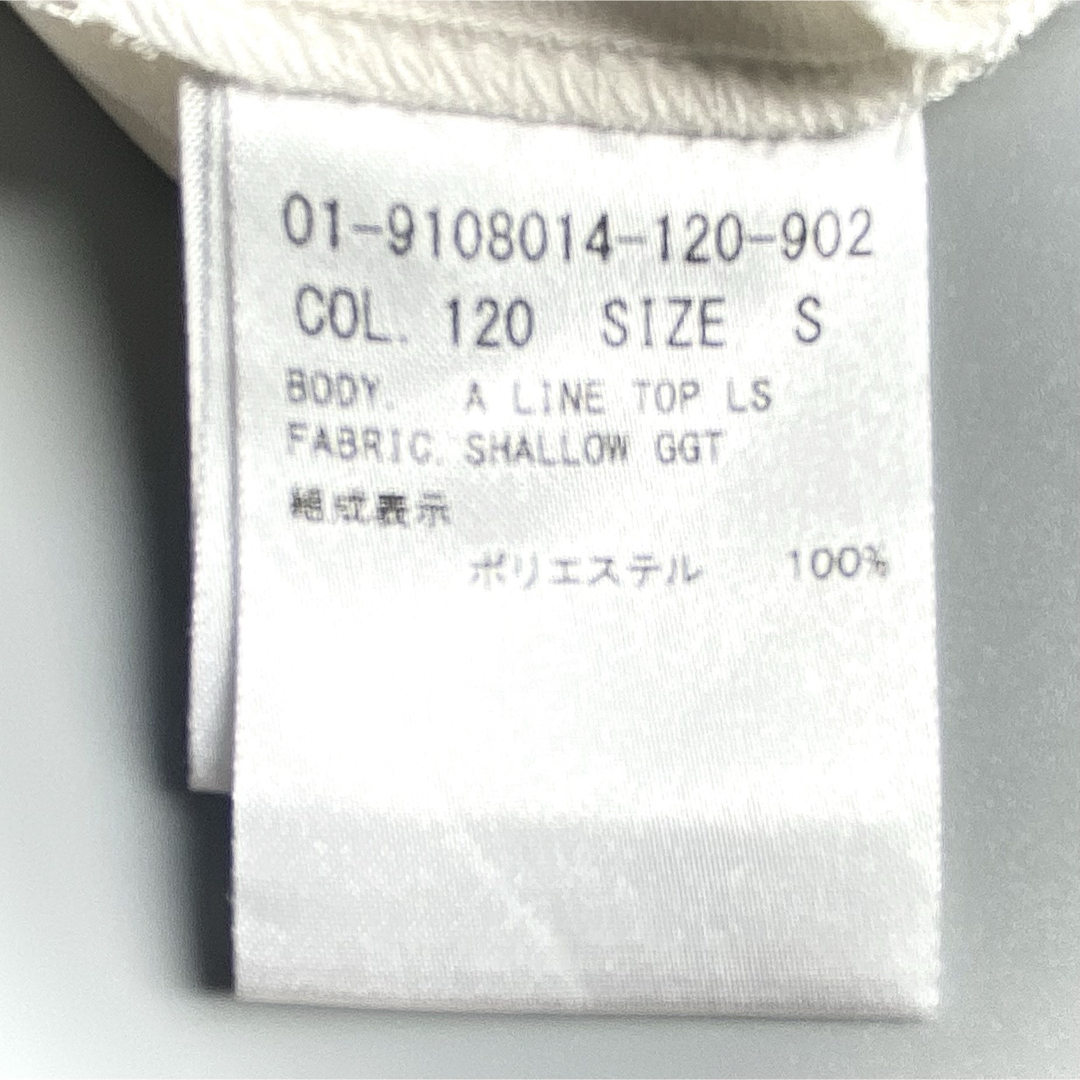 01-9108014-120-902
COL. 120 SIZE S
BODY. A LINE TOP LS
FABRIC. SHALLOW GGT
組成表示
ポリエステル 100%